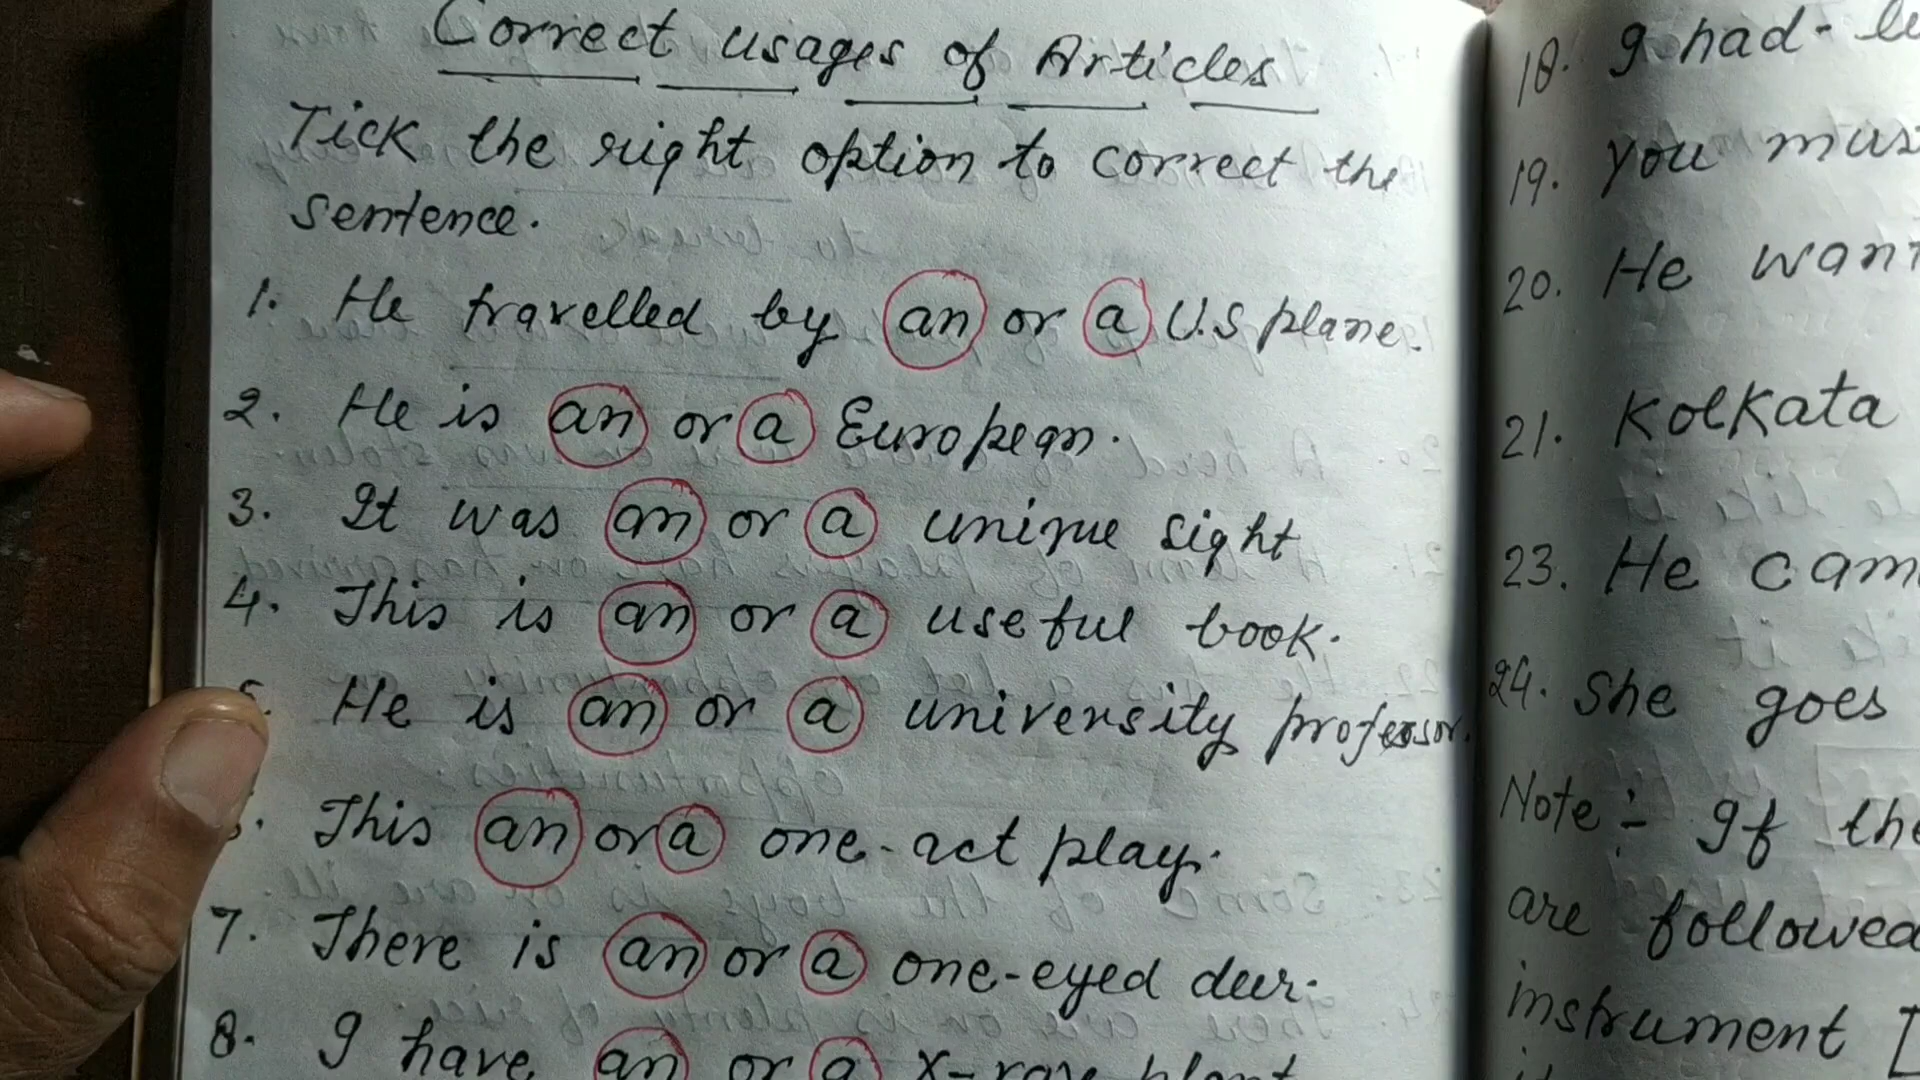 Correct usages of Articles
Tick the right option to correct the
sentence.
1. He travelled by an or a U.S plane.
2. He is an or a European.
3. It was an or a unique sight
4. This is an or a useful book.
5. He is an or a university professor.
This an or a one-act play.
7. There is an or a one-eyed deer.
8. I have an or a X-ray plant
18. I had
19. You
20. He
21. Kolkata
23. He
24. She goes
Note :- If the
are followed
instrument [